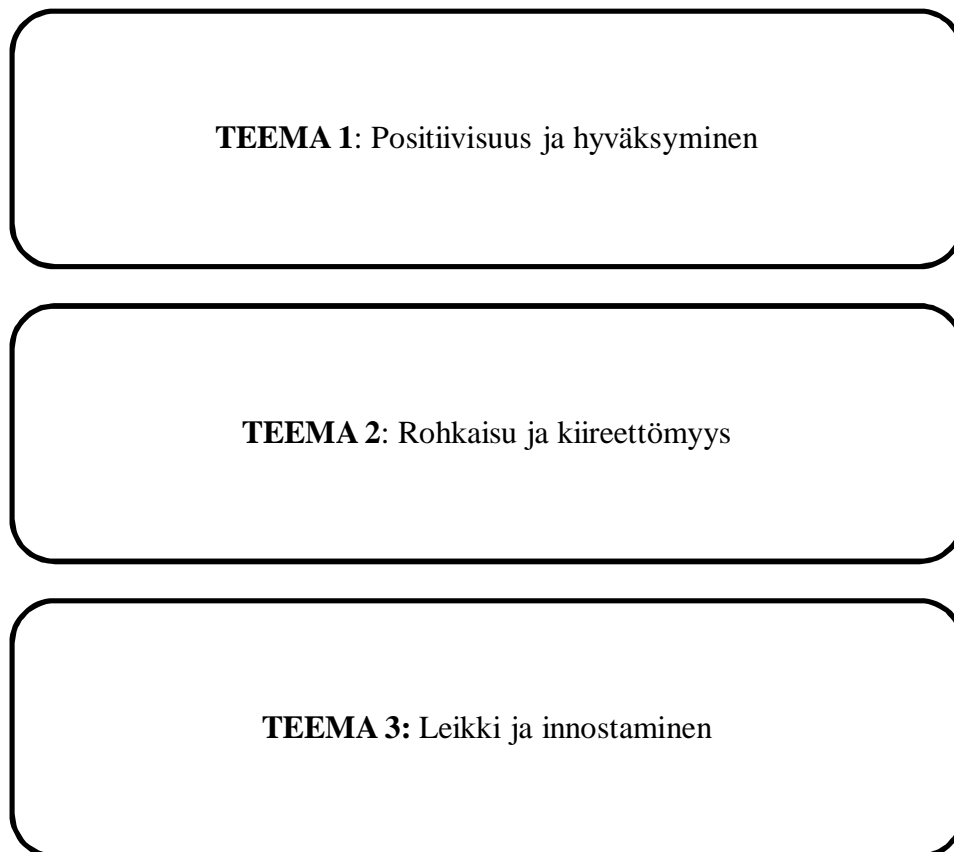 TEEMA 1: Positiivisuus ja hyväksyminen
TEEMA 2: Rohkaisu ja kiireettömyys
TEEMA 3: Leikki ja innostaminen